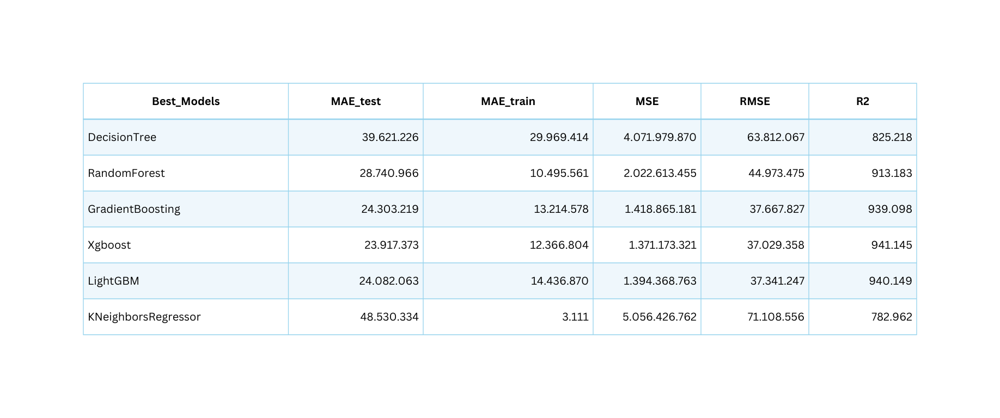 Best_Models MAE_test MAE_train MSE RMSE R2
DecisionTree 39.621.226 29.969.414 4.071.979.870 63.812.067 825.218
RandomForest 28.740.966 10.495.561 2.022.613.455 44.973.475 913.183
GradientBoosting 24.303.219 13.214.578 1.418.865.181 37.667.827 939.098
Xgboost 23.917.373 12.366.804 1.371.173.321 37.029.358 941.145
LightGBM 24.082.063 14.436.870 1.394.368.763 37.341.247 940.149
KNeighborsRegressor 48.530.334 3.111 5.056.426.762 71.108.556 782.962